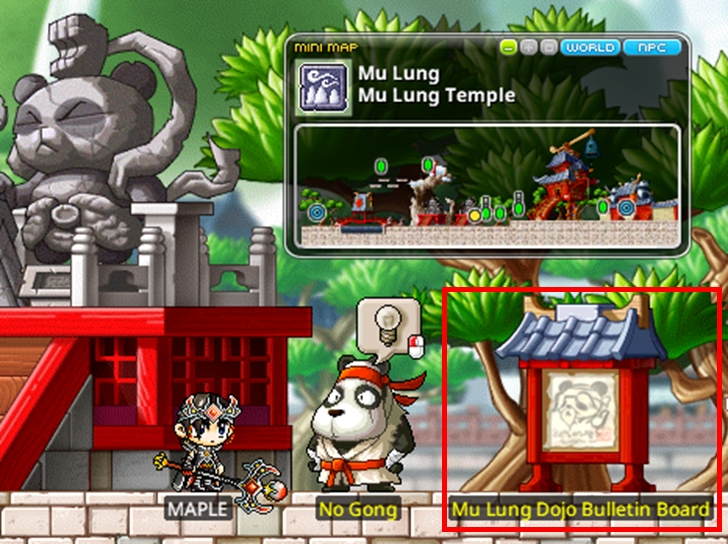 MINI MAP
WORLD
NPC
Mu Lung
Mu Lung Temple
MAPLE
No Gong
Mu Lung Dojo Bulletin Board